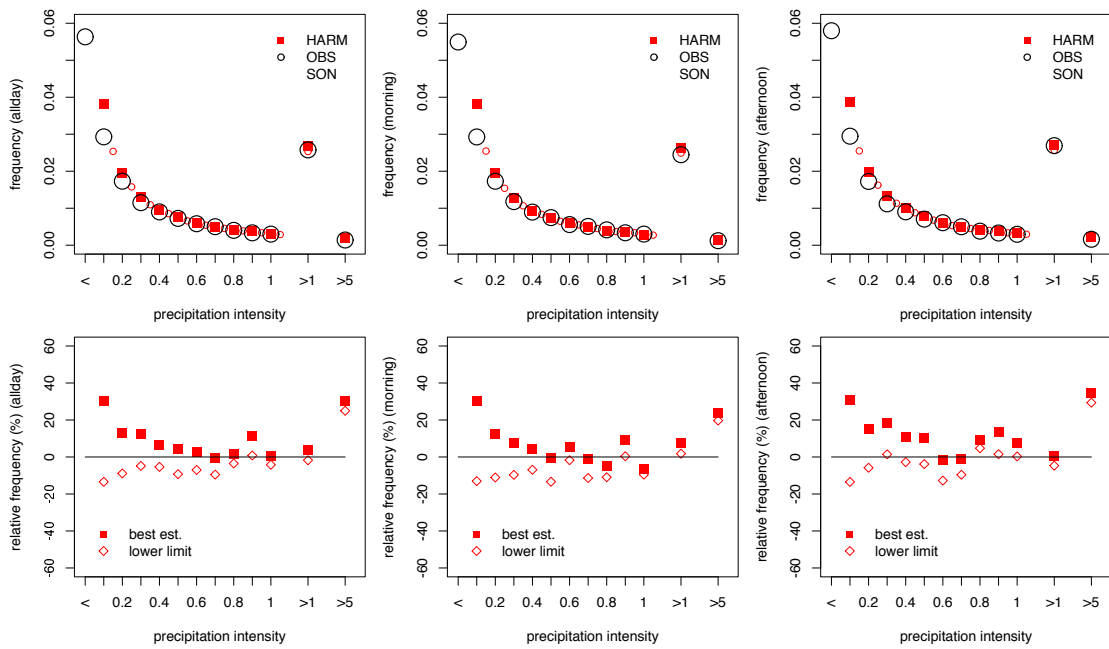 frequency (allday)
0.00 0.02 0.04 0.06
HARM
OBS
SON
< 0.2 0.4 0.6 0.8 1 >1 >5
precipitation intensity
frequency (morning)
0.00 0.02 0.04 0.06
HARM
OBS
SON
< 0.2 0.4 0.6 0.8 1 >1 >5
precipitation intensity
frequency (afternoon)
0.00 0.02 0.04 0.06
HARM
OBS
SON
< 0.2 0.4 0.6 0.8 1 >1 >5
precipitation intensity
relative frequency (%) (allday)
-60 -40 -20 0 20 40 60
best est.
lower limit
< 0.2 0.4 0.6 0.8 1 >1 >5
precipitation intensity
relative frequency (%) (morning)
-60 -40 -20 0 20 40 60
best est.
lower limit
< 0.2 0.4 0.6 0.8 1 >1 >5
precipitation intensity
relative frequency (%) (afternoon)
-60 -40 -20 0 20 40 60
best est.
lower limit
< 0.2 0.4 0.6 0.8 1 >1 >5
precipitation intensity